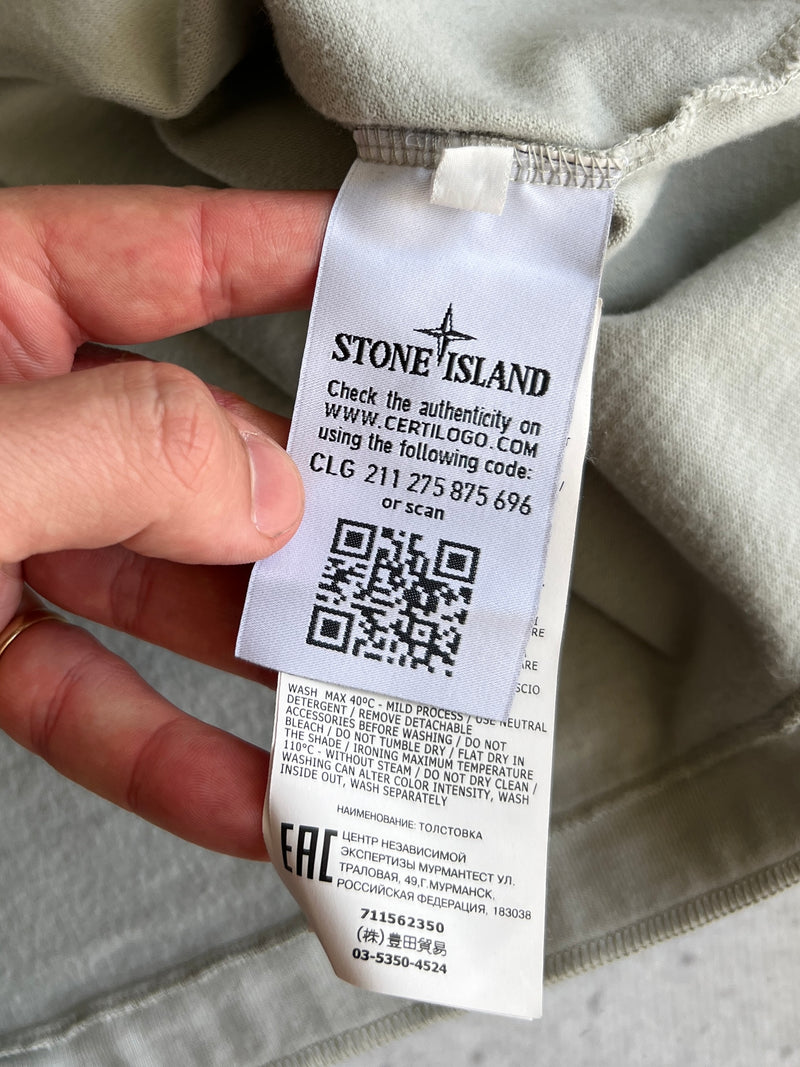 STONE ISLAND
Check the authenticity on
WWW.CERTILOGO.COM
using the following code:
CLG 211 275 875 696
or scan
RE
ARE
SCIO
WASH MAX 40°C - MILD PROCESS / USE NEUTRAL
DETERGENT / REMOVE DETACHABLE
ACCESSORIES BEFORE WASHING / DO NOT
BLEACH / DO NOT TUMBLE DRY / FLAT DRY IN
THE SHADE / IRONING MAXIMUM TEMPERATURE
110°C - WITHOUT STEAM / DO NOT DRY CLEAN /
WASHING CAN ALTER COLOR INTENSITY, WASH
INSIDE OUT, WASH SEPARATELY
НАИМЕНОВАНИЕ: ТОЛСТОВКА
EAC
ЦЕНТР НЕЗАВИСИМОЙ
ЭКСПЕРТИЗЫ МУРМАНТЕСТ УЛ.
ТРАЛОВАЯ, 49,Г.МУРМАНСК,
РОССИЙСКАЯ ФЕДЕРАЦИЯ, 183038
711562350
(株)豊田貿易
03-5350-4524